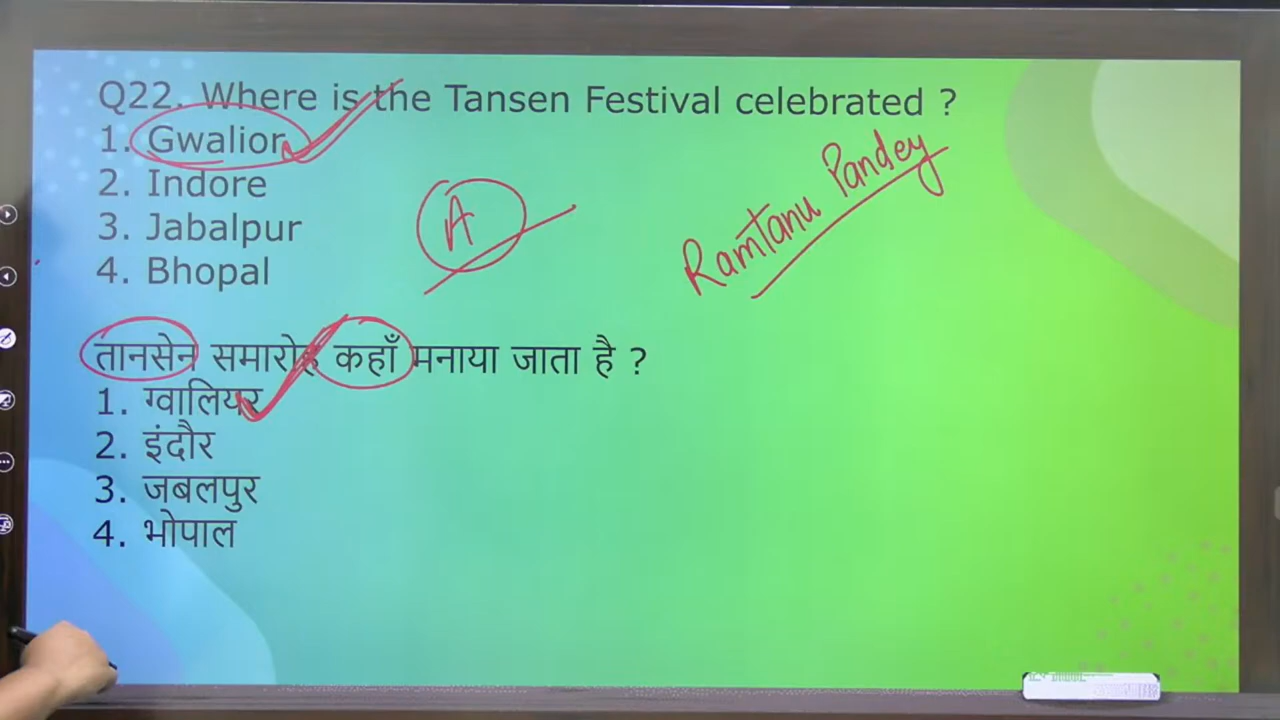 Q22. Where is the Tansen Festival celebrated ?
1. Gwalior
2. Indore
3. Jabalpur
4. Bhopal
A
Ramtanu Pandey
तानसेन समारोह कहाँ मनाया जाता है ?
1. ग्वालियर
2. इंदौर
3. जबलपुर
4. भोपाल